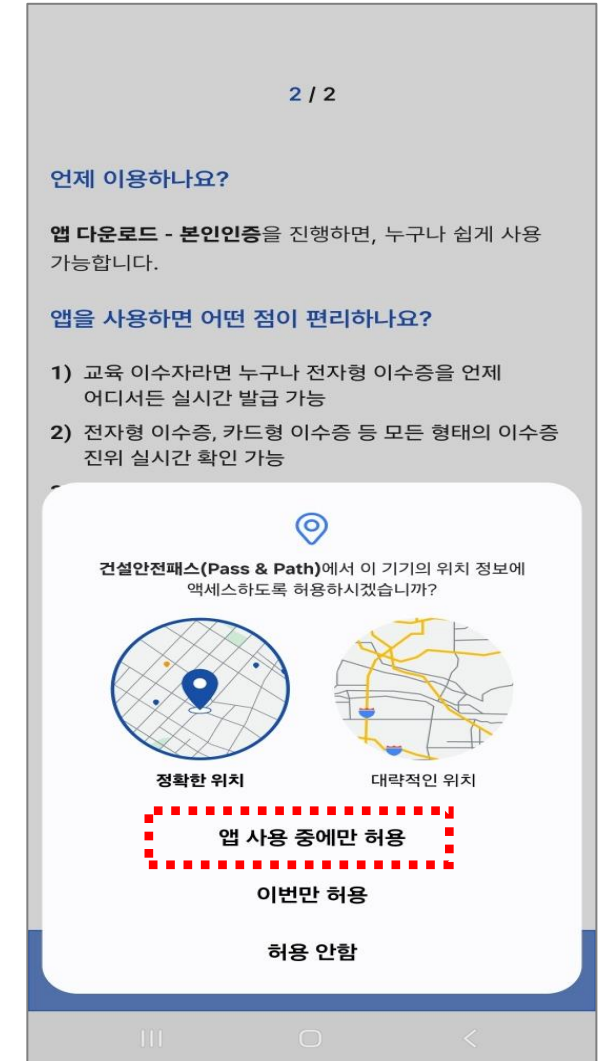 2 / 2
언제 이용하나요?
앱 다운로드 - 본인인증을 진행하면, 누구나 쉽게 사용
가능합니다.
앱을 사용하면 어떤 점이 편리하나요?
1) 교육 이수자라면 누구나 전자형 이수증을 언제
어디서든 실시간 발급 가능
2) 전자형 이수증, 카드형 이수증 등 모든 형태의 이수증
진위 실시간 확인 가능
건설안전패스(Pass & Path)에서 이 기기의 위치 정보에
액세스하도록 허용하시겠습니까?
정확한 위치 대략적인 위치
앱 사용 중에만 허용
이번만 허용
허용 안함